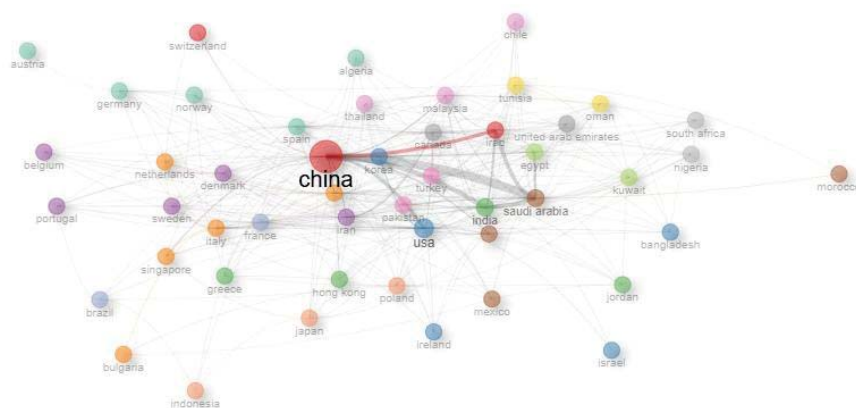 chile
switzerland
austria
algeria
germany
norway
thailand
malaysia
tunisia
oman
spain
canada
iraq
united arab emirates
south africa
belgium
netherlands
denmark
china
korea
egypt
nigeria
turkey
kuwait
morocco
portugal
sweden
france
iran
pakistan
india
saudi arabia
italy
usa
bangladesh
singapore
greece
hong kong
poland
jordan
brazil
mexico
japan
ireland
israel
bulgaria
indonesia